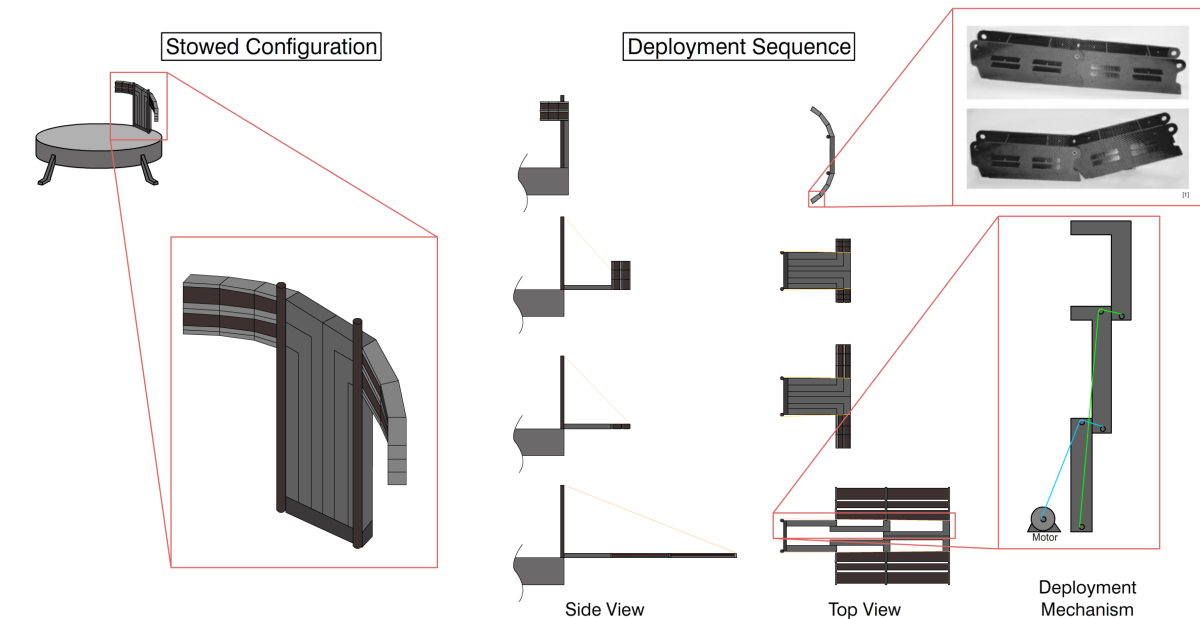 Stowed Configuration
Deployment Sequence
[1]
Motor
Side View
Top View
Deployment
Mechanism